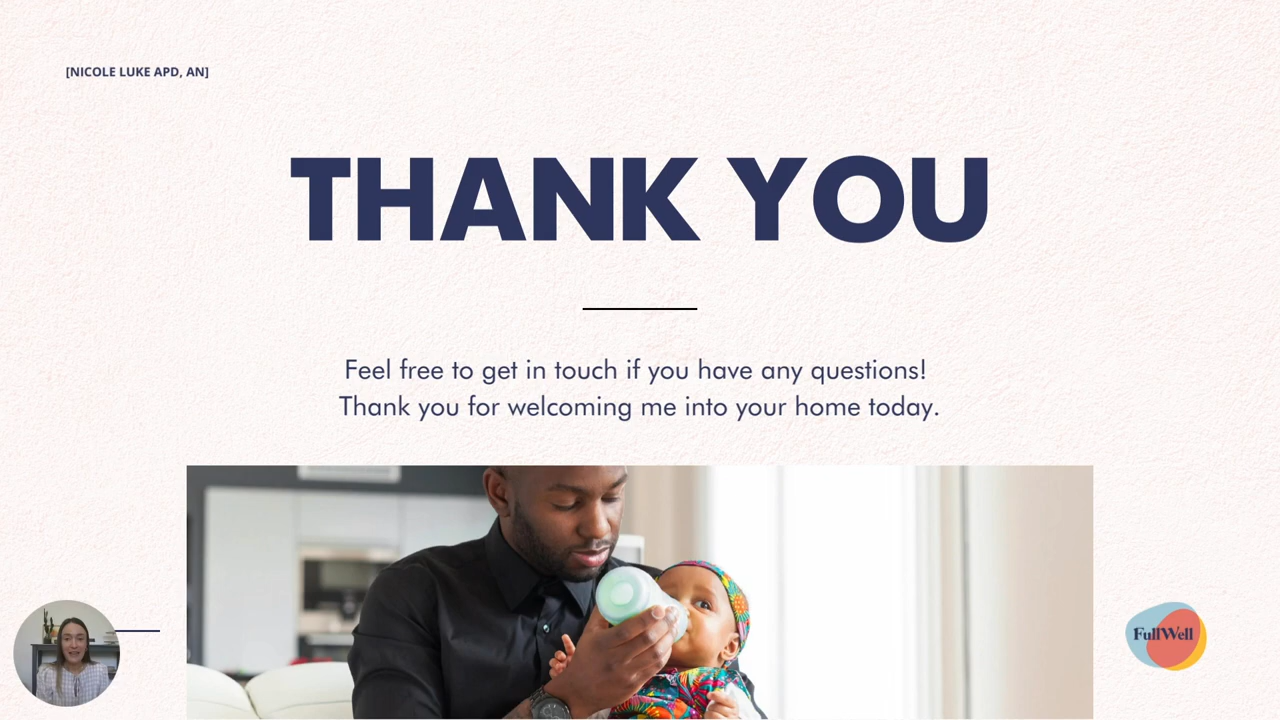 [NICOLE LUKE APD, AN]
THANK YOU
Feel free to get in touch if you have any questions!
Thank you for welcoming me into your home today.
FullWell